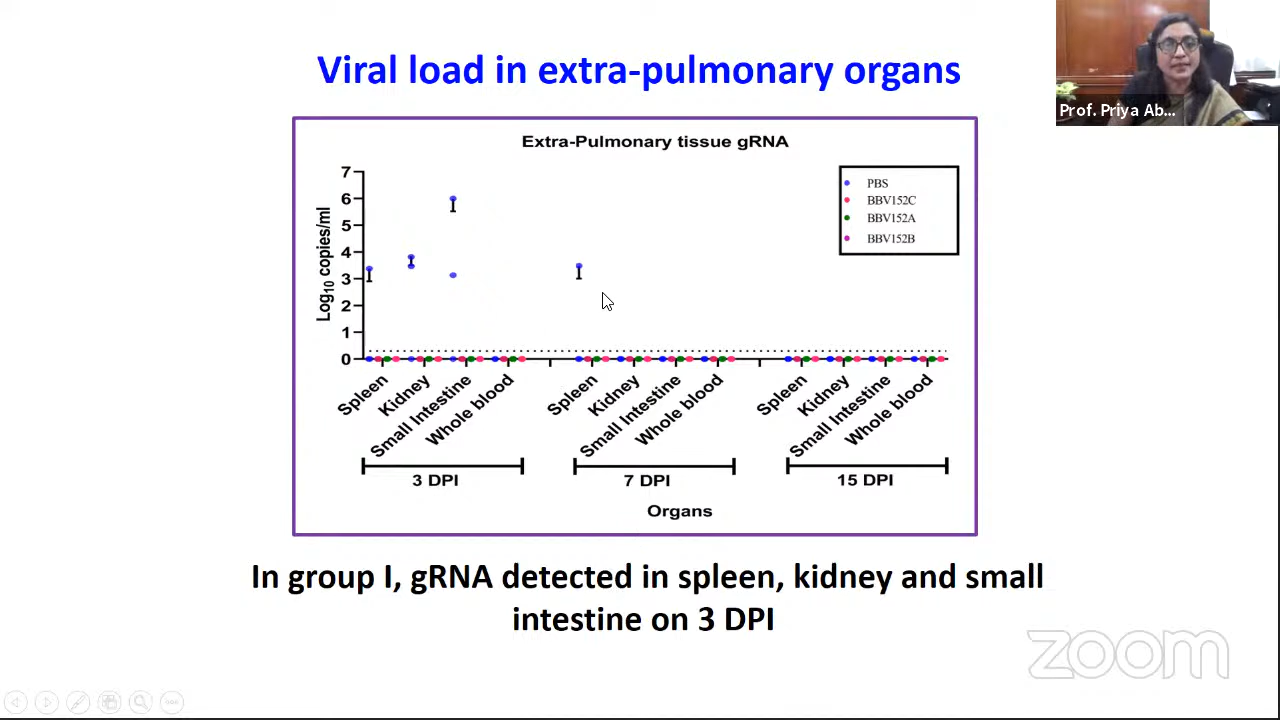 Viral load in extra-pulmonary organs
Prof. Priya Ab...
Extra-Pulmonary tissue gRNA
Log10 copies/ml
7
6
5
4
3
2
1
0
PBS
BBV152C
BBV152A
BBV152B
Spleen
Kidney
Small Intestine
Whole blood
Spleen
Kidney
Small Intestine
Whole blood
Spleen
Kidney
Small Intestine
Whole blood
3 DPI
7 DPI
15 DPI
Organs
In group I, gRNA detected in spleen, kidney and small
intestine on 3 DPI
zoom